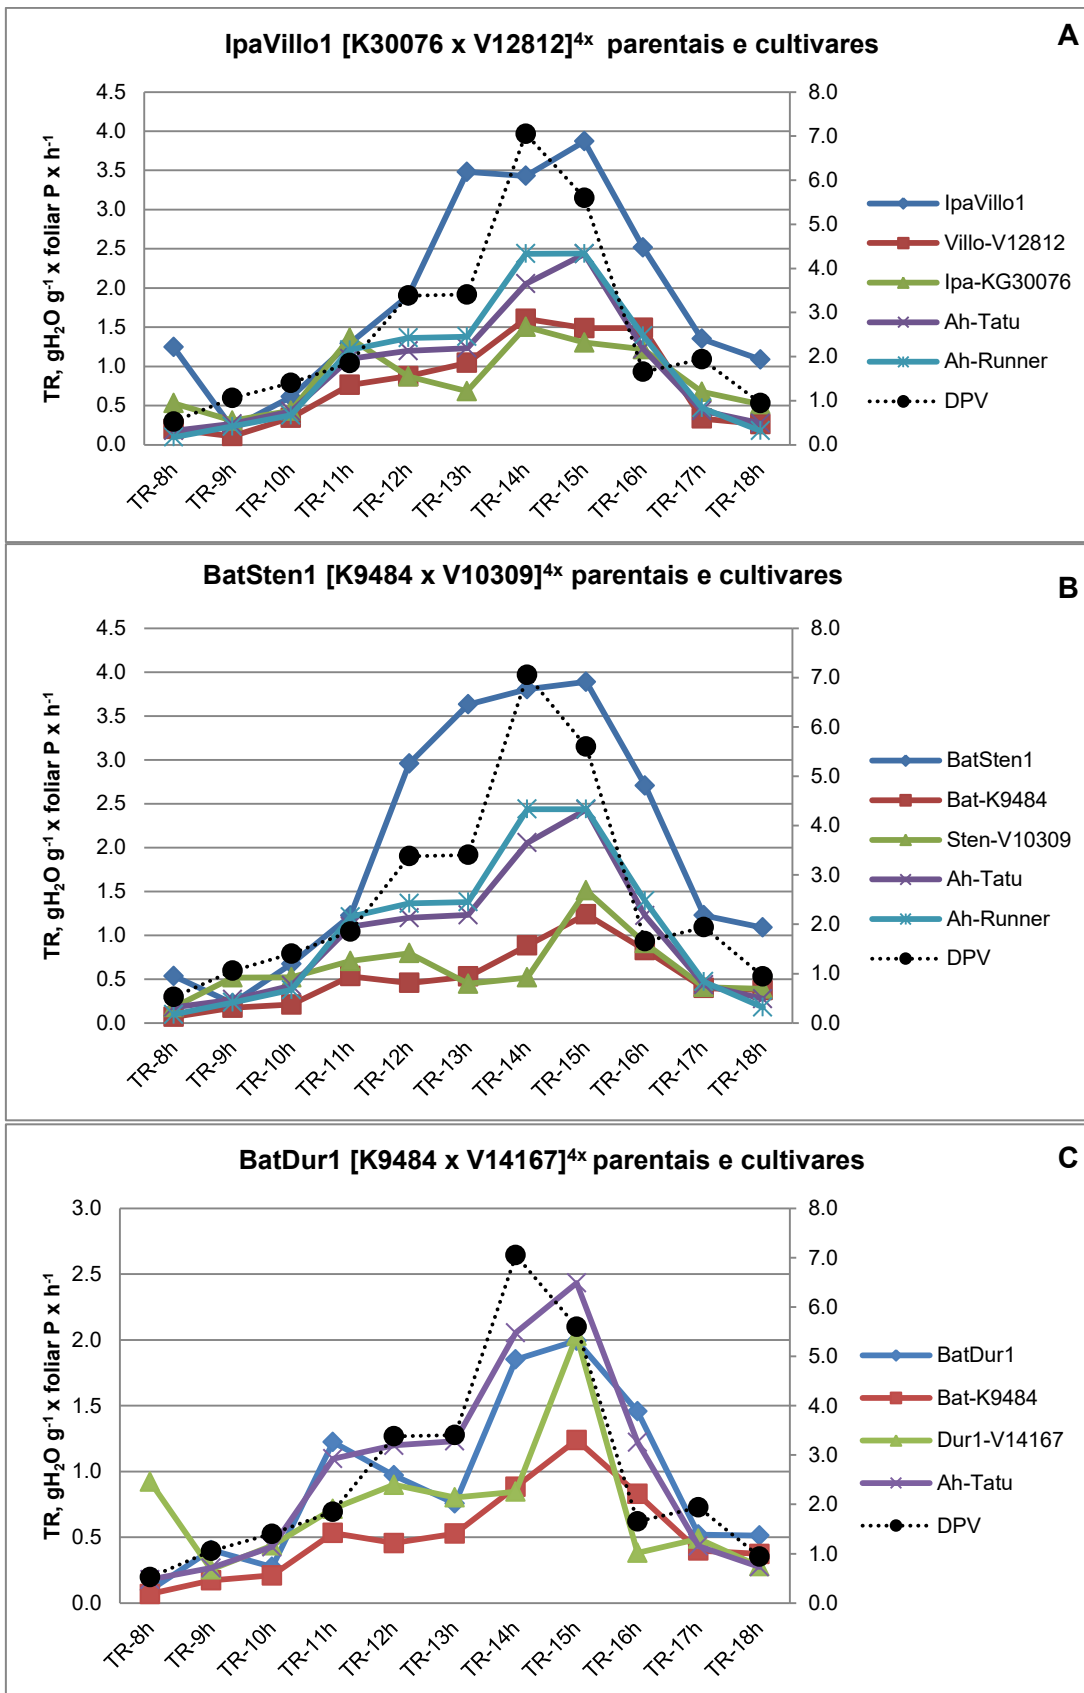 IpaVillo1 [K30076 x V12812]4x parentais e cultivares
A
TR, gH2O g-1 x foliar P x h-1
4.5
4.0
3.5
3.0
2.5
2.0
1.5
1.0
0.5
0.0
8.0
7.0
6.0
5.0
4.0
3.0
2.0
1.0
0.0
TR-8h
TR-9h
TR-10h
TR-11h
TR-12h
TR-13h
TR-14h
TR-15h
TR-16h
TR-17h
TR-18h
IpaVillo1
Villo-V12812
Ipa-KG30076
Ah-Tatu
Ah-Runner
DPV
BatSten1 [K9484 x V10309]4x parentais e cultivares
B
TR, gH2O g-1 x foliar P x h-1
4.5
4.0
3.5
3.0
2.5
2.0
1.5
1.0
0.5
0.0
8.0
7.0
6.0
5.0
4.0
3.0
2.0
1.0
0.0
TR-8h
TR-9h
TR-10h
TR-11h
TR-12h
TR-13h
TR-14h
TR-15h
TR-16h
TR-17h
TR-18h
BatSten1
Bat-K9484
Sten-V10309
Ah-Tatu
Ah-Runner
DPV
BatDur1 [K9484 x V14167]4x parentais e cultivares
C
TR, gH2O g-1 x foliar P x h-1
3.0
2.5
2.0
1.5
1.0
0.5
0.0
8.0
7.0
6.0
5.0
4.0
3.0
2.0
1.0
0.0
TR-8h
TR-9h
TR-10h
TR-11h
TR-12h
TR-13h
TR-14h
TR-15h
TR-16h
TR-17h
TR-18h
BatDur1
Bat-K9484
Dur1-V14167
Ah-Tatu
DPV